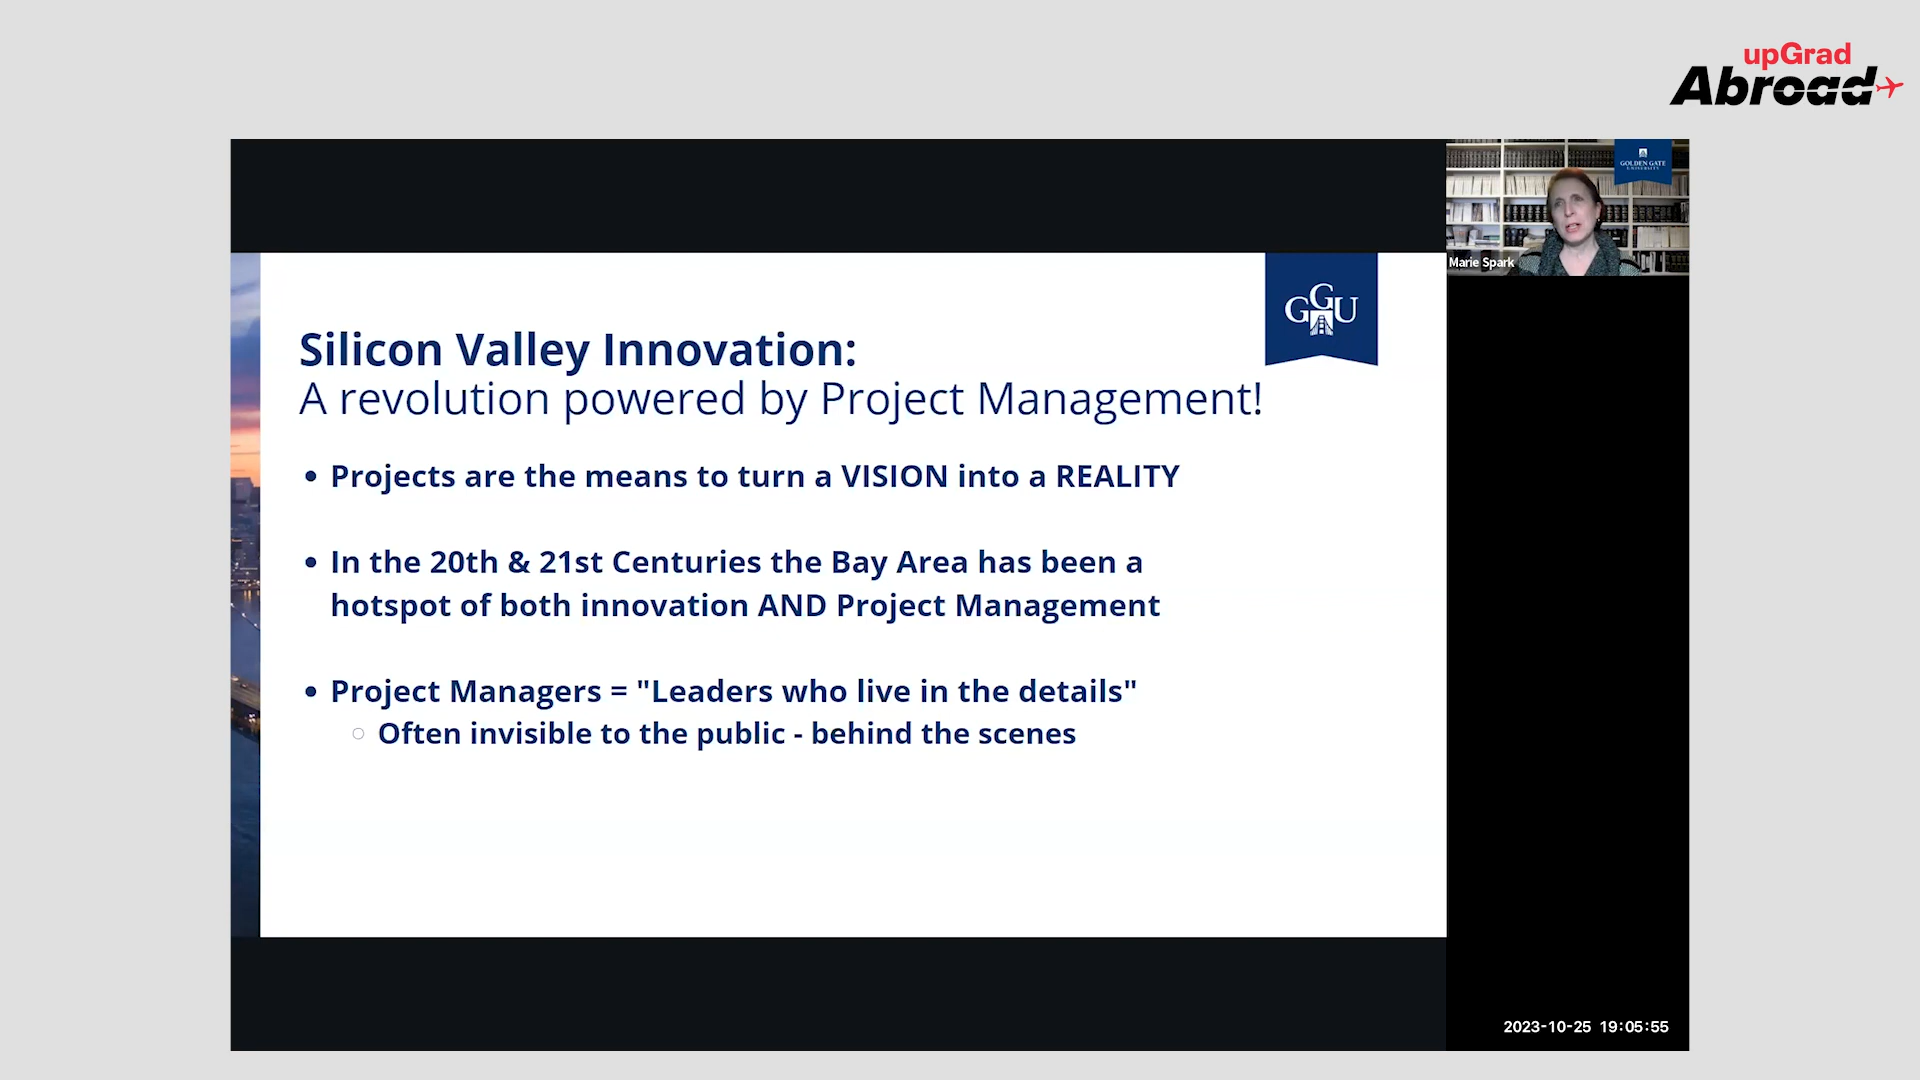 upGrad
Abroad
GOLDEN GATE
UNIVERSITY
Marie Spark
GGU
Silicon Valley Innovation:
A revolution powered by Project Management!
• Projects are the means to turn a VISION into a REALITY
• In the 20th & 21st Centuries the Bay Area has been a
hotspot of both innovation AND Project Management
• Project Managers = "Leaders who live in the details"
○ Often invisible to the public - behind the scenes
2023-10-25 19:05:55